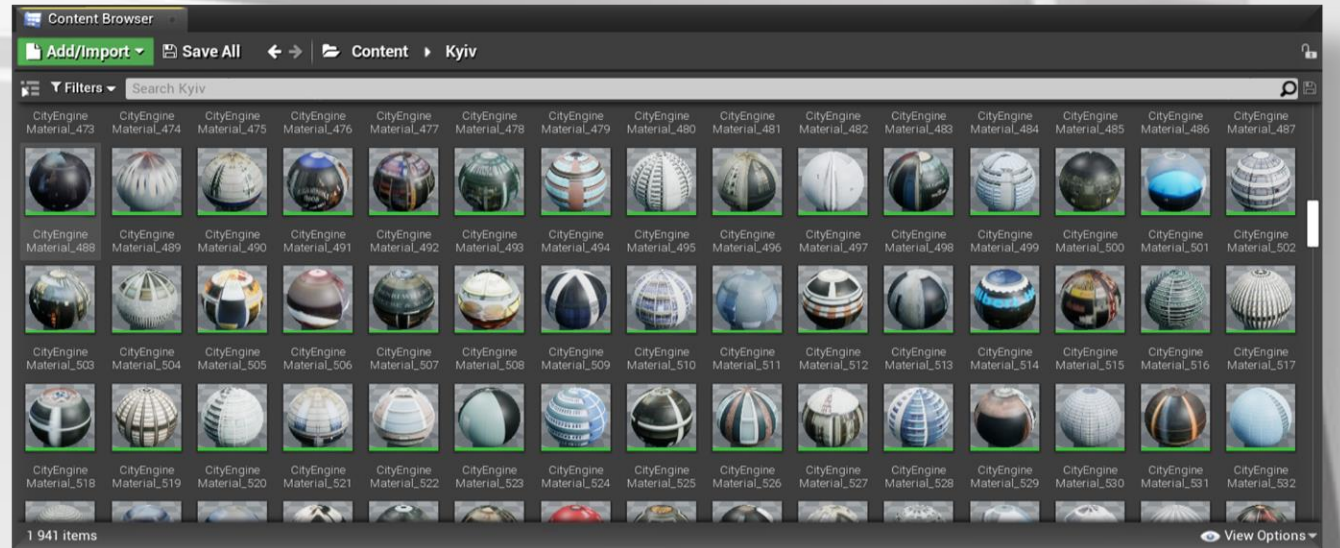 Content Browser
Add/Import Save All Content Kyiv
Filters Search Kyiv
CityEngine CityEngine CityEngine CityEngine CityEngine CityEngine CityEngine CityEngine CityEngine CityEngine CityEngine CityEngine CityEngine CityEngine CityEngine
Material_473 Material_474 Material_475 Material_476 Material_477 Material_478 Material_479 Material_480 Material_481 Material_482 Material_483 Material_484 Material_485 Material_486 Material_487
CityEngine CityEngine CityEngine CityEngine CityEngine CityEngine CityEngine CityEngine CityEngine CityEngine CityEngine CityEngine CityEngine CityEngine CityEngine
Material_488 Material_489 Material_490 Material_491 Material_492 Material_493 Material_494 Material_495 Material_496 Material_497 Material_498 Material_499 Material_500 Material_501 Material_502
CityEngine CityEngine CityEngine CityEngine CityEngine CityEngine CityEngine CityEngine CityEngine CityEngine CityEngine CityEngine CityEngine CityEngine CityEngine
Material_503 Material_504 Material_505 Material_506 Material_507 Material_508 Material_509 Material_510 Material_511 Material_512 Material_513 Material_514 Material_515 Material_516 Material_517
CityEngine CityEngine CityEngine CityEngine CityEngine CityEngine CityEngine CityEngine CityEngine CityEngine CityEngine CityEngine CityEngine CityEngine CityEngine
Material_518 Material_519 Material_520 Material_521 Material_522 Material_523 Material_524 Material_525 Material_526 Material_527 Material_528 Material_529 Material_530 Material_531 Material_532
1 941 items View Options